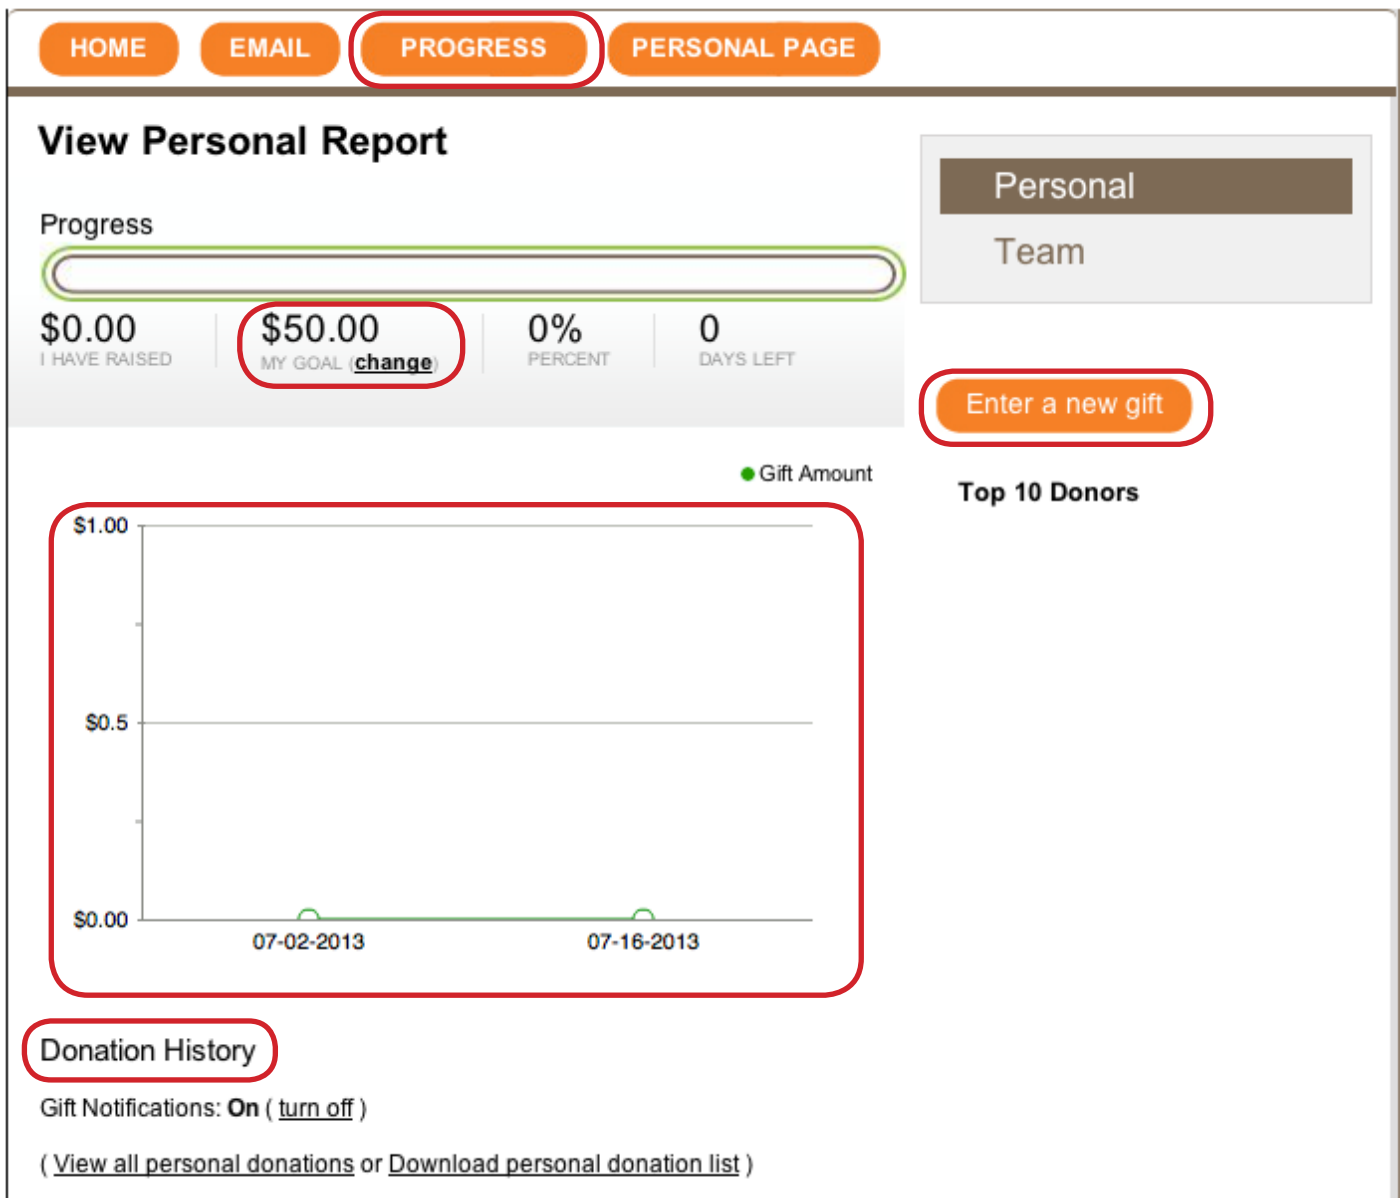 HOME EMAIL PROGRESS PERSONAL PAGE
View Personal Report
Personal
Team
Progress
$0.00 $50.00 0% 0
I HAVE RAISED MY GOAL (change) PERCENT DAYS LEFT
Enter a new gift
Gift Amount
Top 10 Donors
$1.00
$0.5
$0.00
07-02-2013 07-16-2013
Donation History
Gift Notifications: On ( turn off )
( View all personal donations or Download personal donation list )